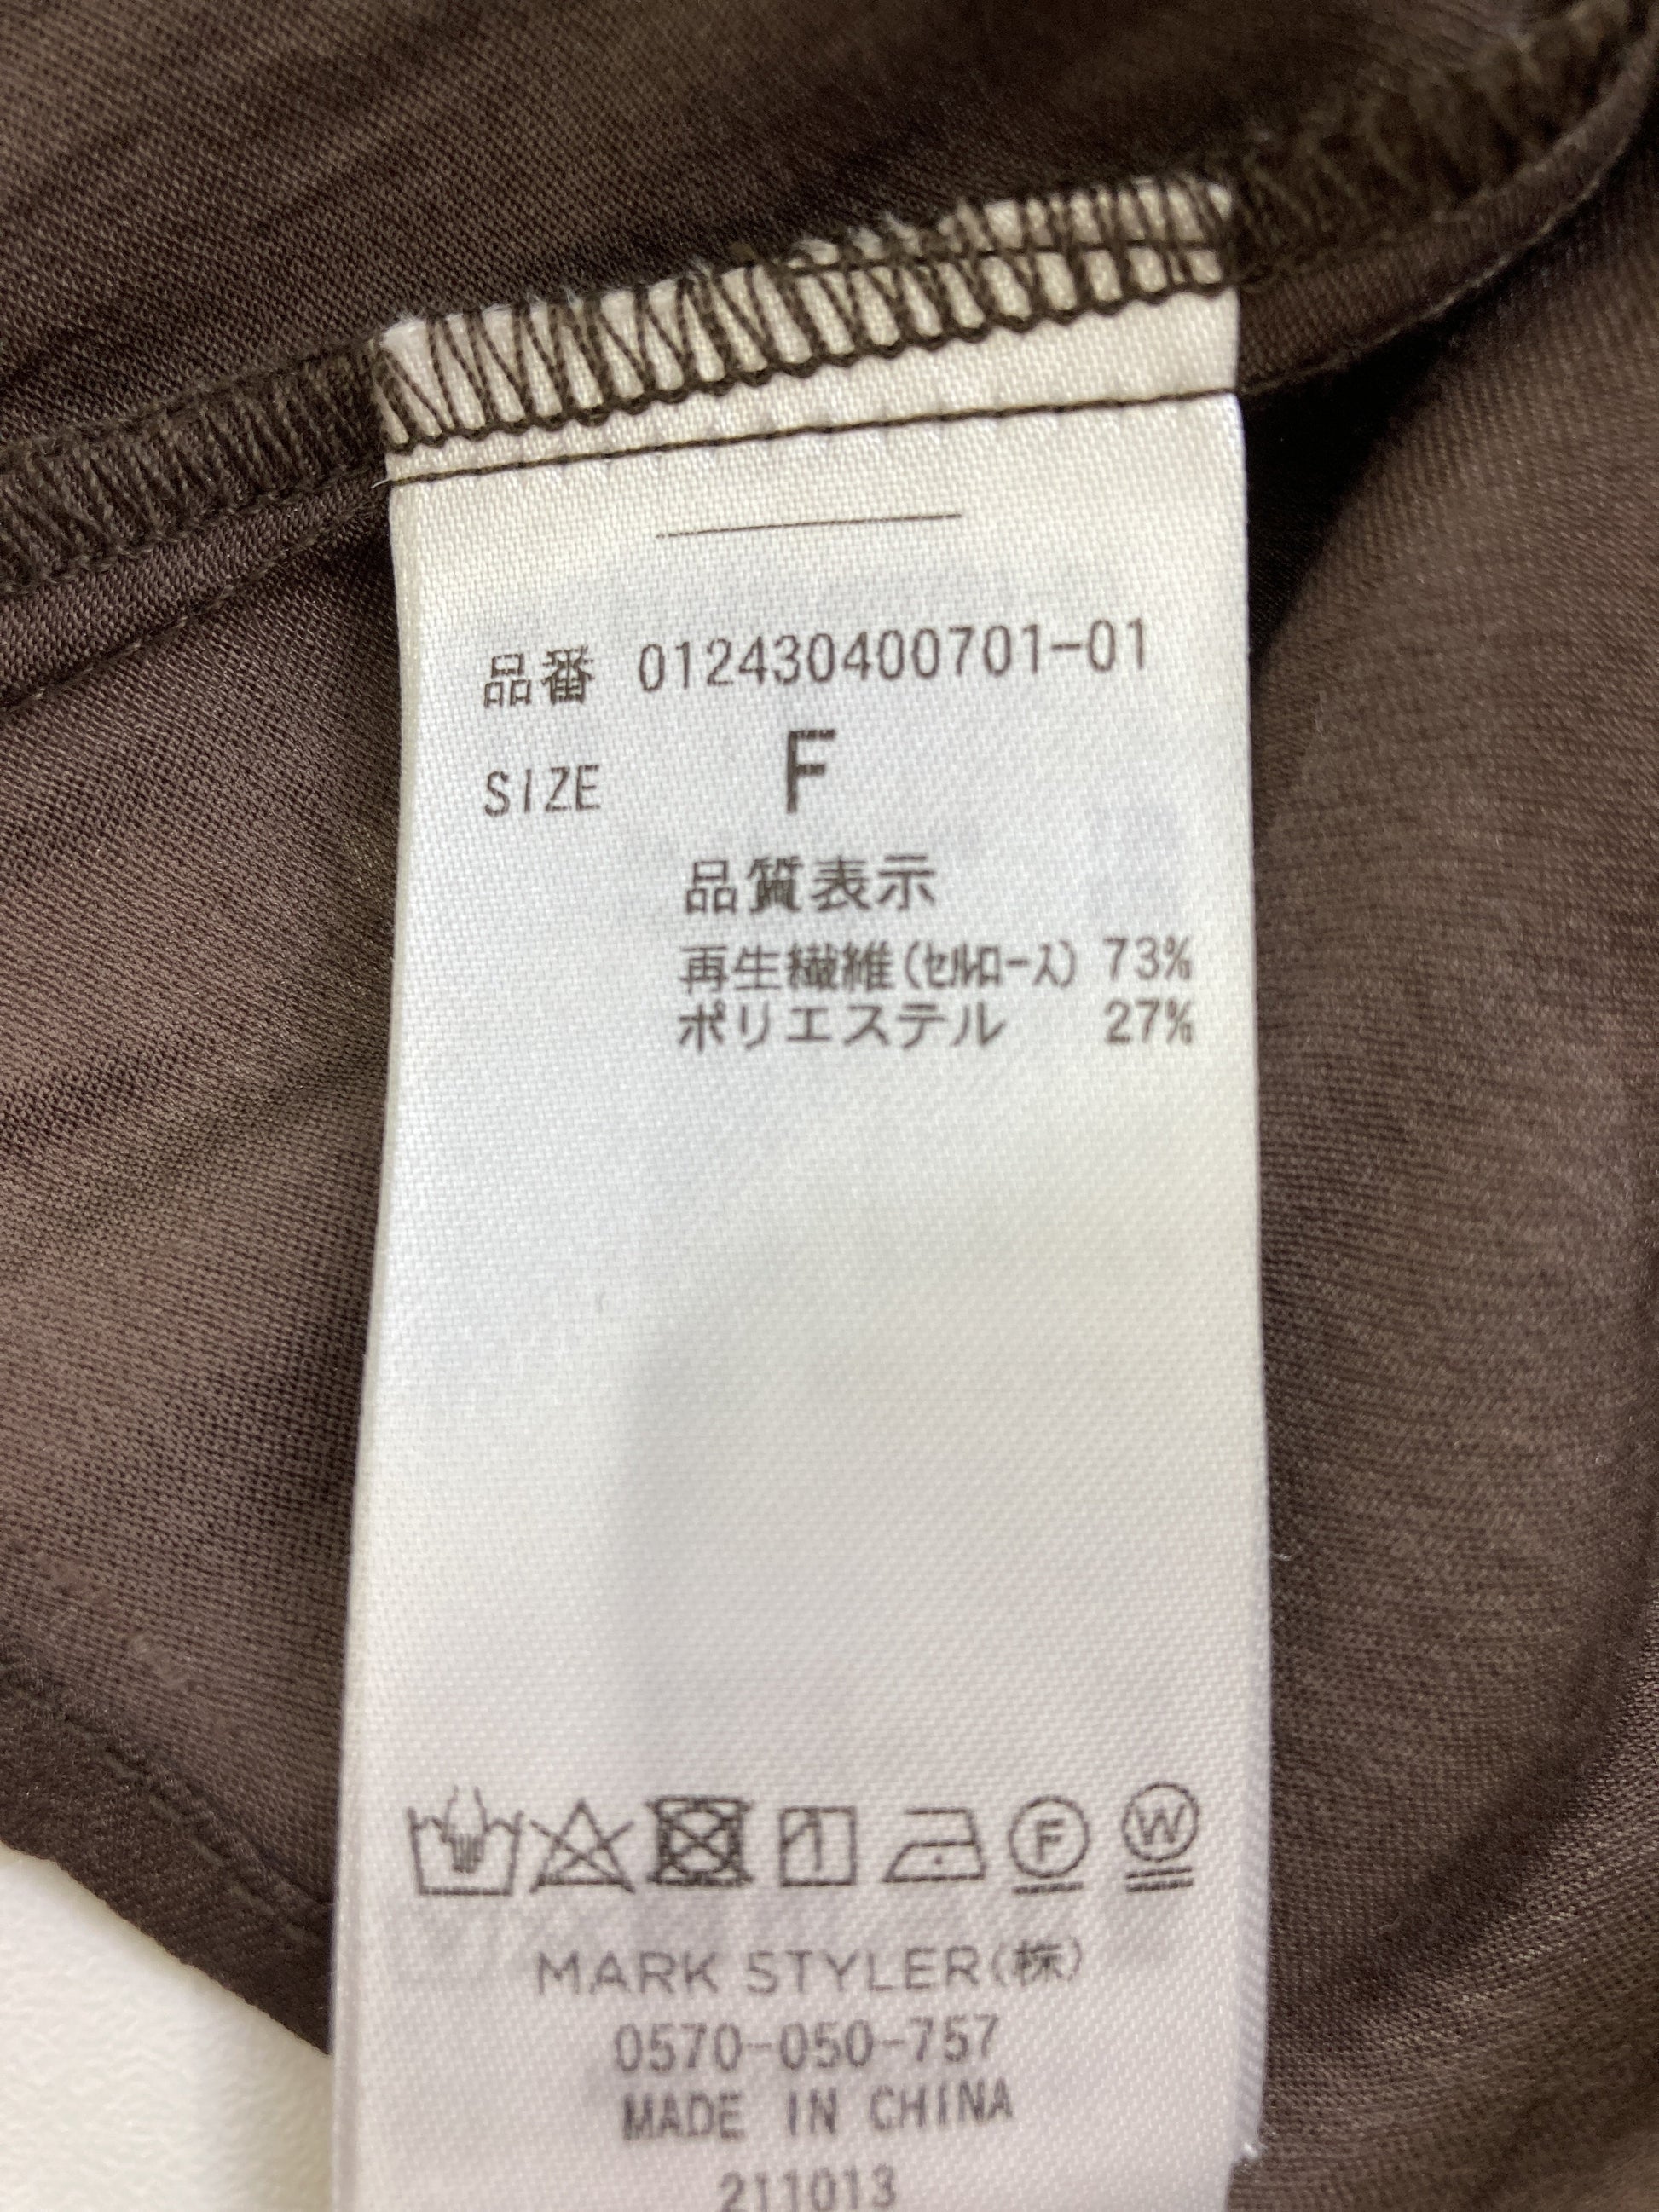 品番 012430400701-01
SIZE F
品質表示
再生繊維(ｾﾙﾛｰｽ) 73%
ポリエステル 27%
F W
MARK STYLER(株)
0570-050-757
MADE IN CHINA
211013